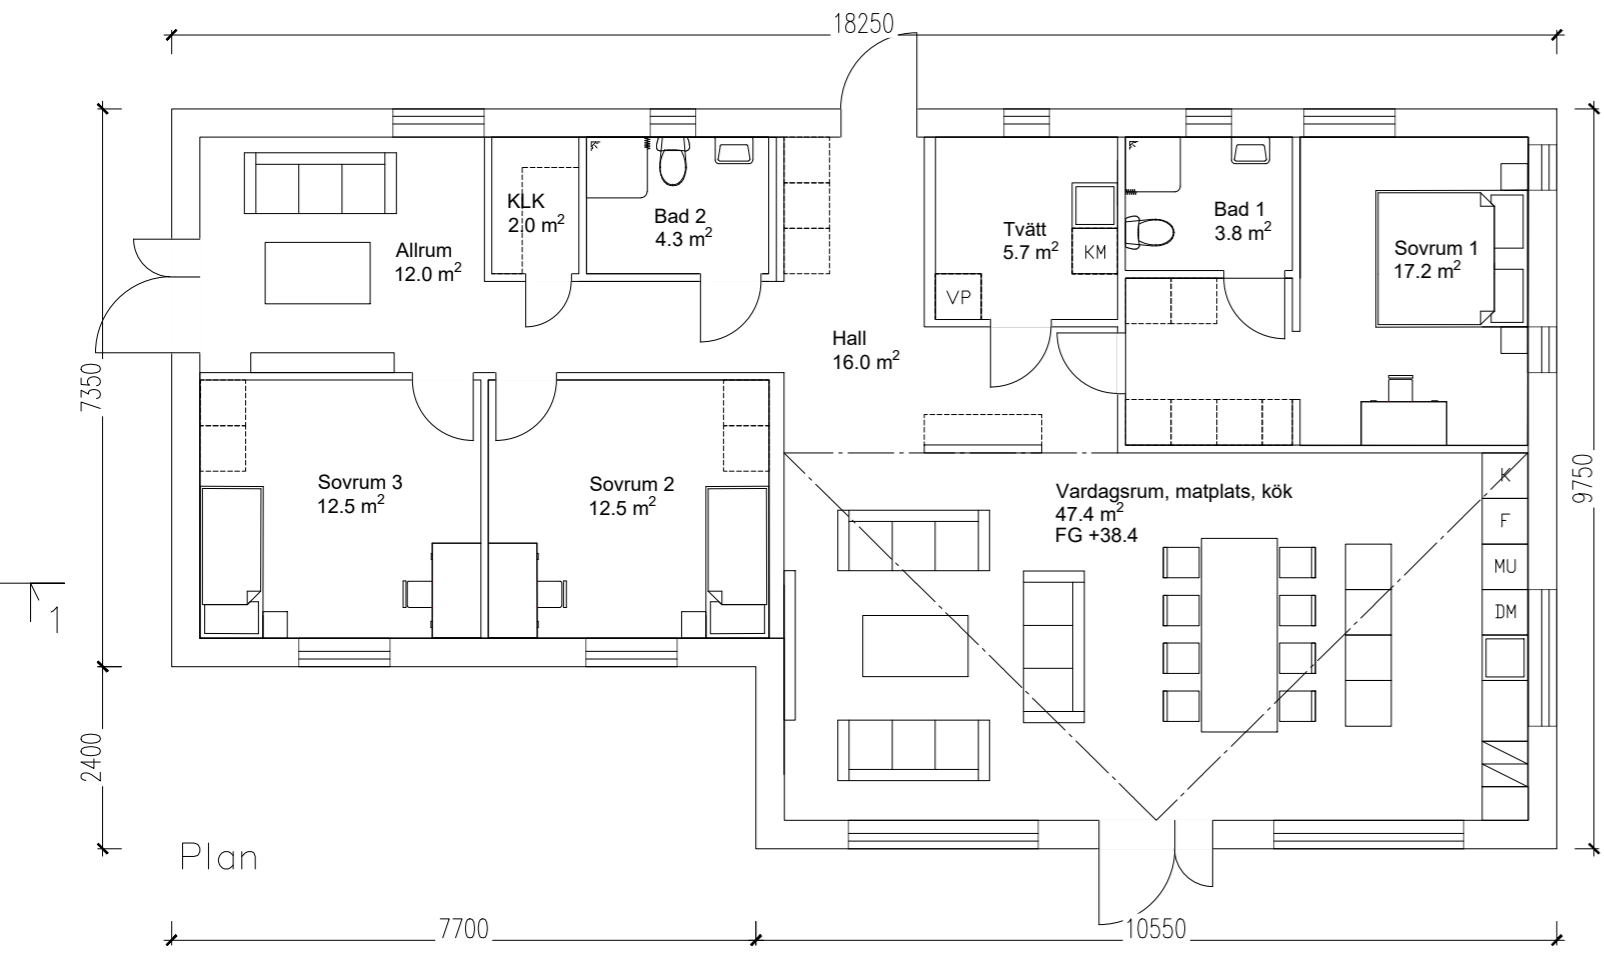 18250
KLK
2.0 m²
Bad 2
4.3 m²
Allrum
12.0 m²
Tvätt
5.7 m²
KM
VP
Bad 1
3.8 m²
Sovrum 1
17.2 m²
Hall
16.0 m²
7350
9750
Sovrum 3
12.5 m²
Sovrum 2
12.5 m²
Vardagsrum, matplats, kök
47.4 m²
FG +38.4
K
F
MU
DM
1
2400
Plan
7700
10550